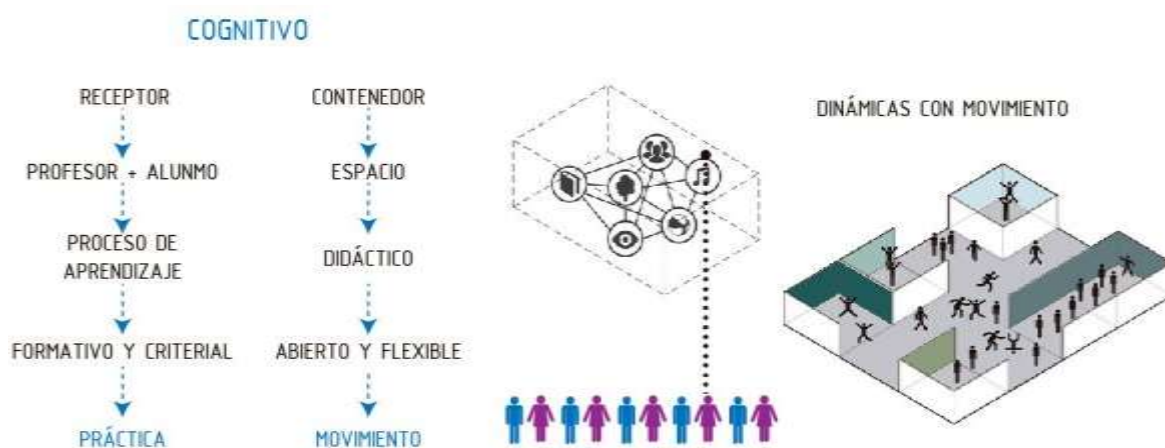 COGNITIVO
RECEPTOR
PROFESOR + ALUNMO
PROCESO DE
APRENDIZAJE
FORMATIVO Y CRITERIAL
PRÁCTICA
CONTENEDOR
ESPACIO
DIDÁCTICO
ABIERTO Y FLEXIBLE
MOVIMIENTO
DINÁMICAS CON MOVIMIENTO